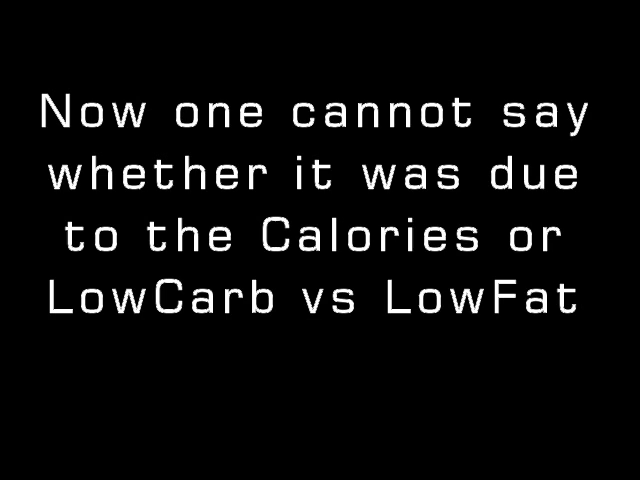 Now one cannot say
whether it was due
to the Calories or
LowCarb vs LowFat